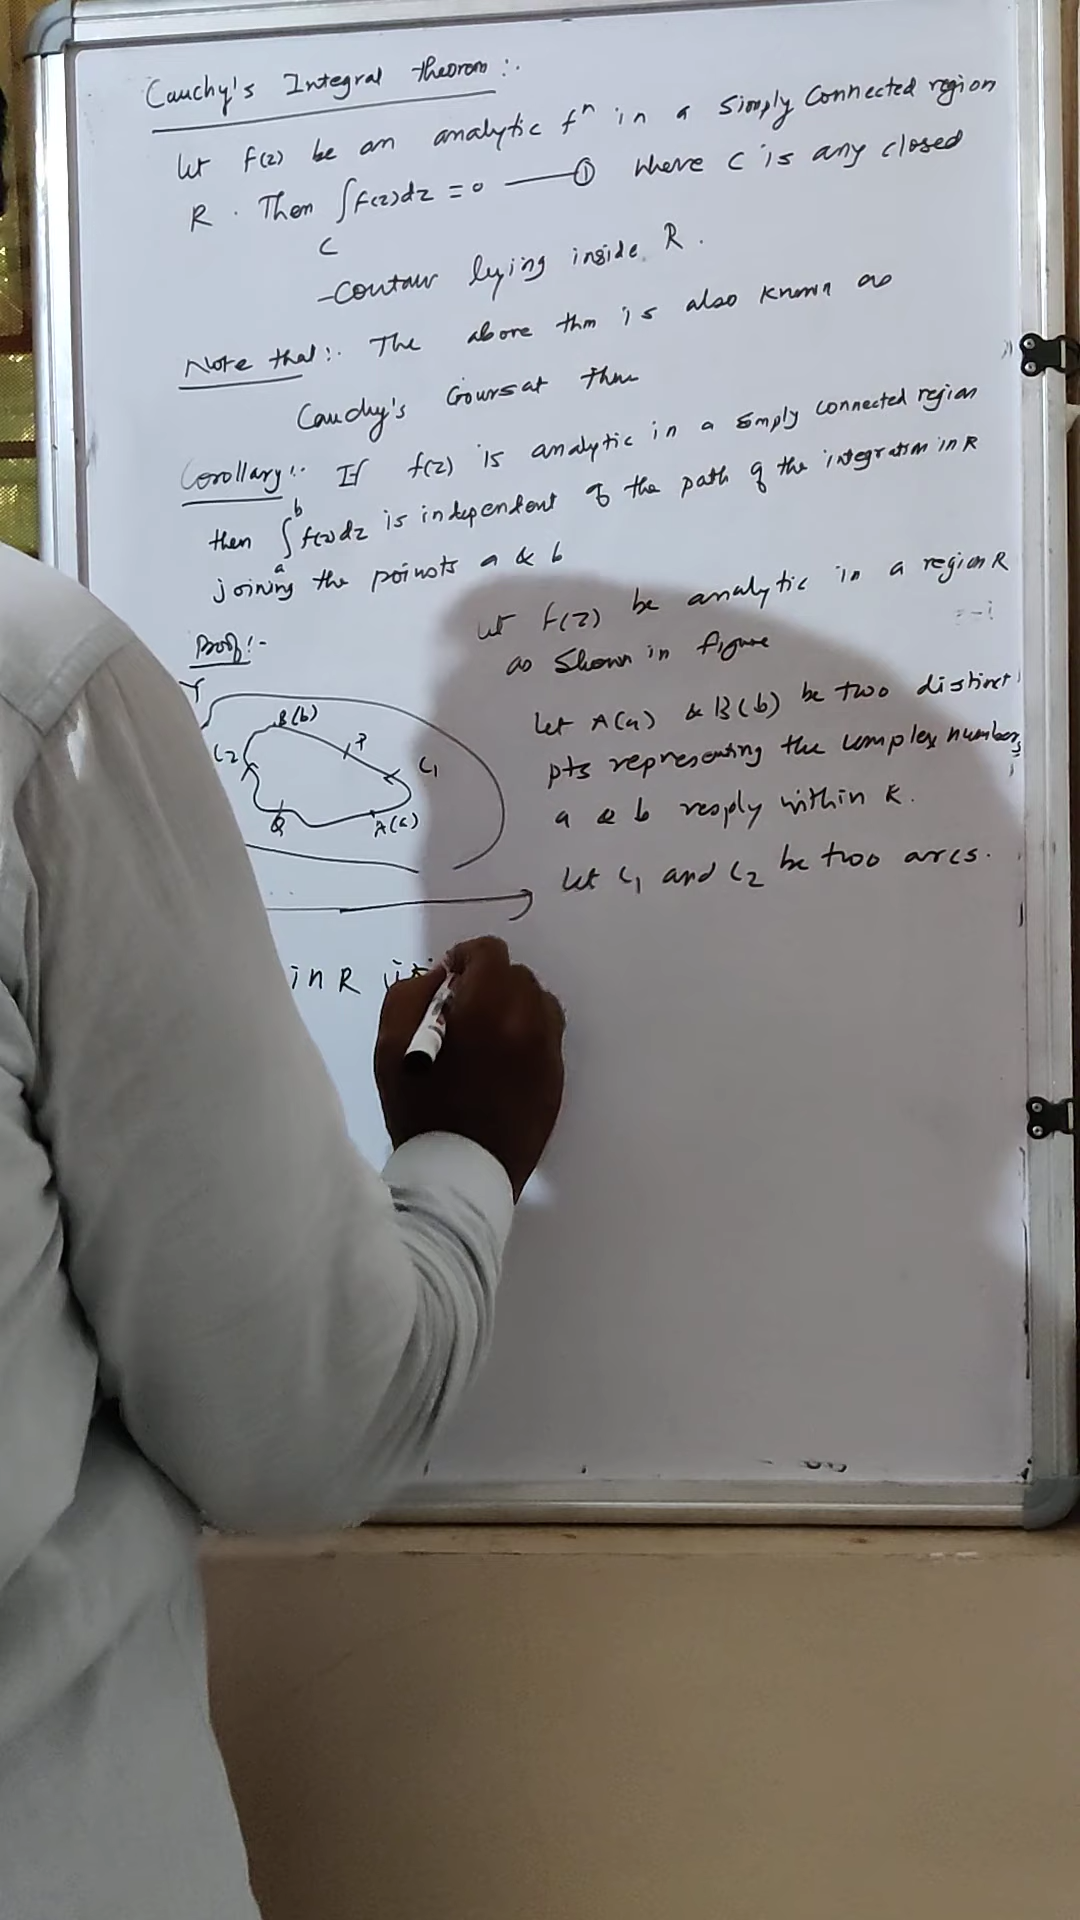 Cauchy's Integral theorem :-
Let f(z) be an analytic fⁿ in a Simply Connected region
R. Then ∫f(z)dz = 0 —— ① Where C is any closed
C
Contour lying inside R.
Note that :- The above thm is also known as
Cauchy's Goursat thm
Corollary :- If f(z) is analytic in a simply connected region
then ∫ₐᵇ f(z)dz is independent of the path of the integration in R
joining the points a & b
Proof :-
Let f(z) be analytic in a region R
as Shown in figure
Let A(a) & B(b) be two distinct
pts representing the complex numbers
a & b resply within R.
Let C₁ and C₂ be two arcs.
Y
B(b)
P
C₂
C₁
Q
A(a)
in R